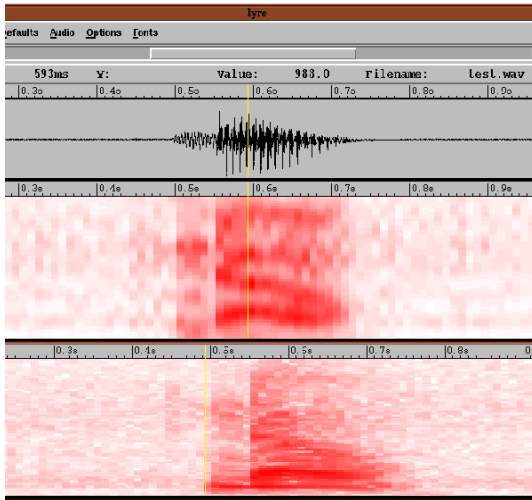 lyre
efaults Audio Options Fonts
593ms Y: Value: 988.0 Filename: test.wav
0.3s 0.4s 0.5s 0.6s 0.7s 0.8s 0.9s
0.3s 0.4s 0.5s 0.6s 0.7s 0.8s 0.9s
0.3s 0.4s 0.5s 0.6s 0.7s 0.8s 0